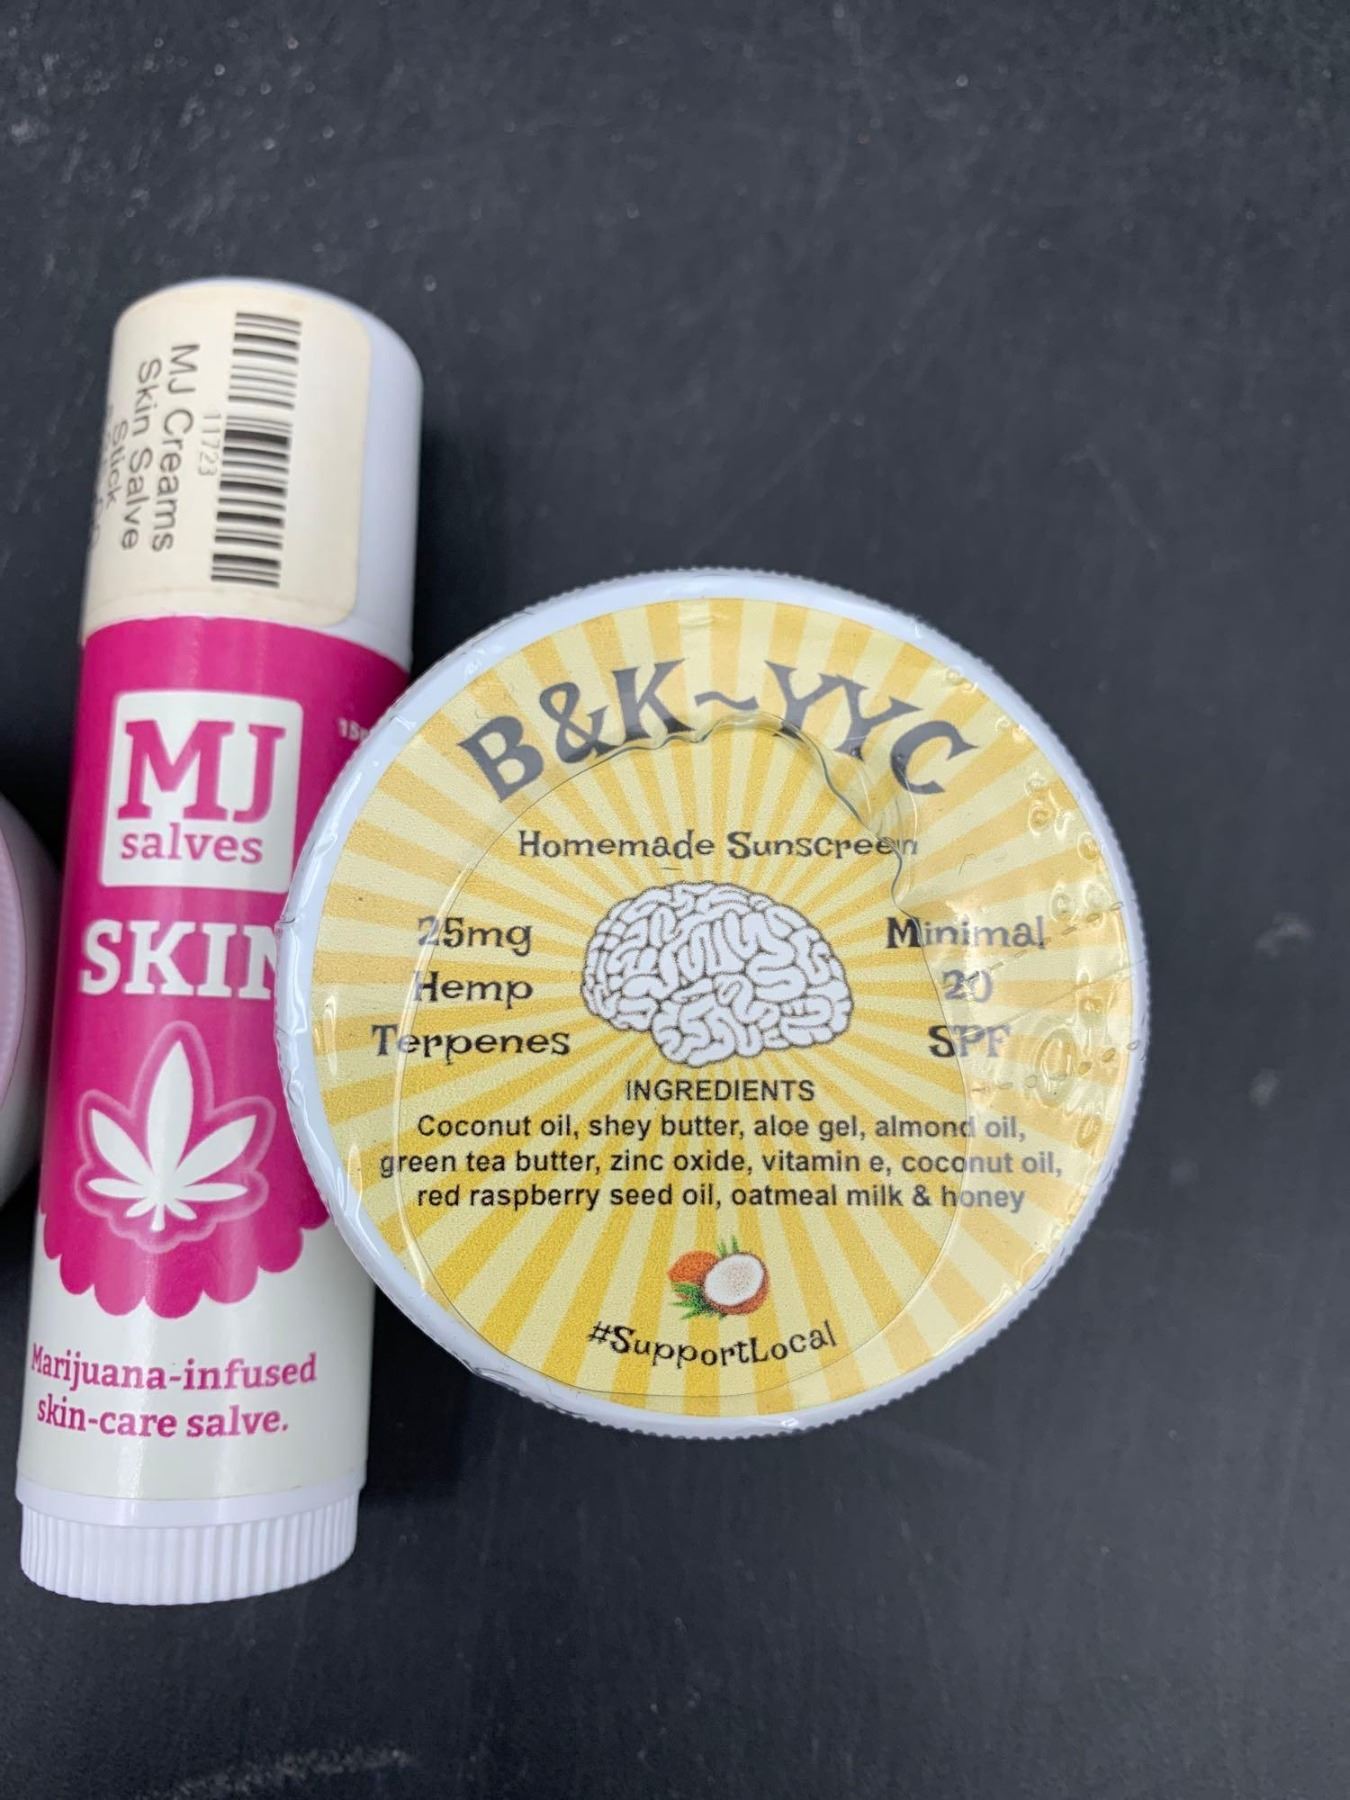 11723
MJ Creams
Skin Salve
Stick
MJ
salves
SKIN
Marijuana-infused
skin-care salve.
B&K~YYC
Homemade Sunscreen
25mg
Hemp
Terpenes
Minimal
20
SPF
INGREDIENTS
Coconut oil, shey butter, aloe gel, almond oil,
green tea butter, zinc oxide, vitamin e, coconut oil,
red raspberry seed oil, oatmeal milk & honey
#SupportLocal